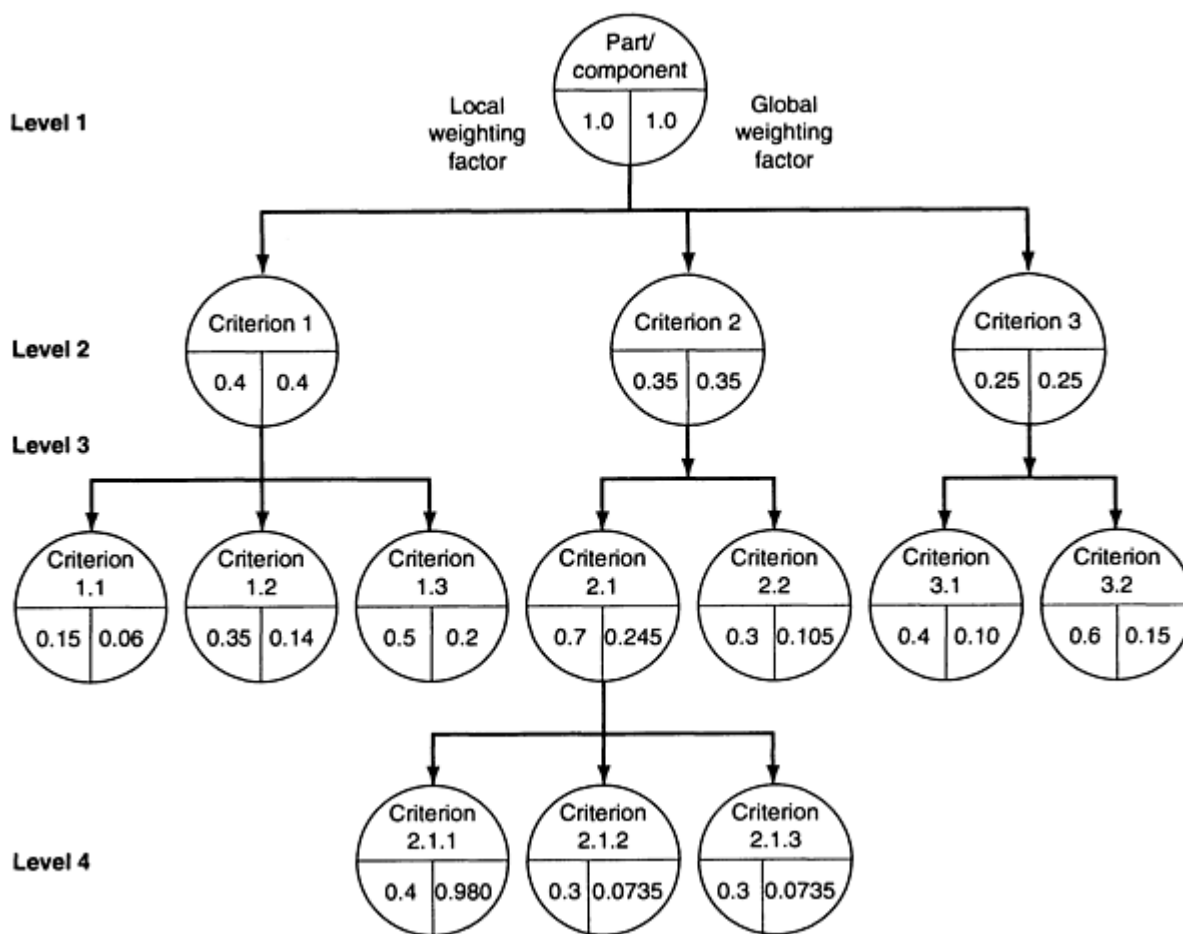 Part/
component
1.0 1.0
Local
weighting
factor
Global
weighting
factor
Level 1
Criterion 1
0.4 0.4
Criterion 2
0.35 0.35
Criterion 3
0.25 0.25
Level 2
Level 3
Criterion
1.1
0.15 0.06
Criterion
1.2
0.35 0.14
Criterion
1.3
0.5 0.2
Criterion
2.1
0.7 0.245
Criterion
2.2
0.3 0.105
Criterion
3.1
0.4 0.10
Criterion
3.2
0.6 0.15
Criterion
2.1.1
0.4 0.980
Criterion
2.1.2
0.3 0.0735
Criterion
2.1.3
0.3 0.0735
Level 4